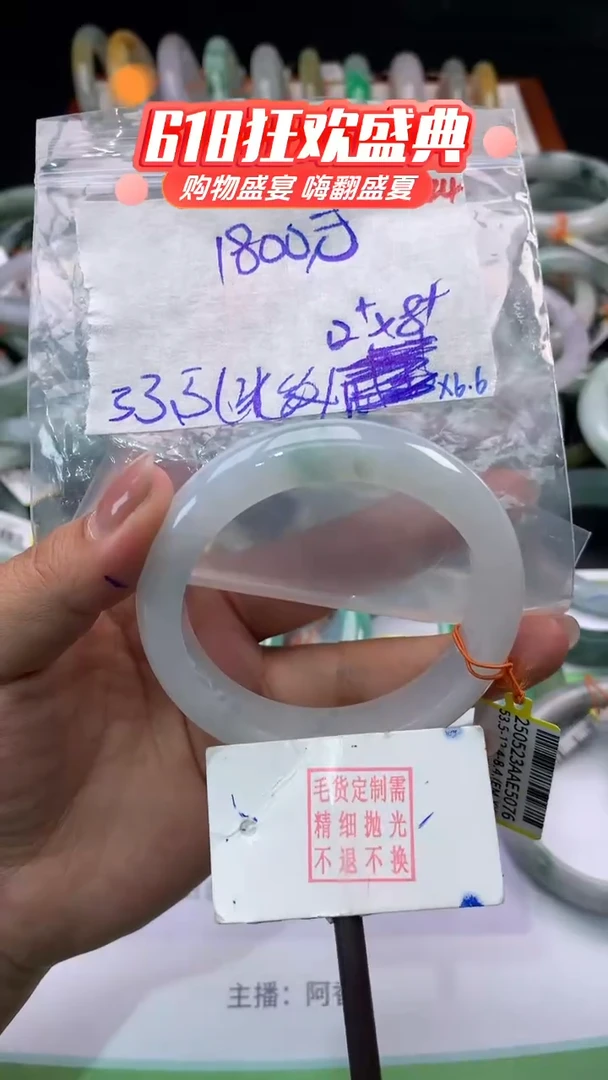 618狂欢盛典
购物盛宴 嗨翻盛夏
1800元
53.5(
x8+
x6.6
250523AAE5076
毛货定制需
精细抛光
不退不换
主播：阿